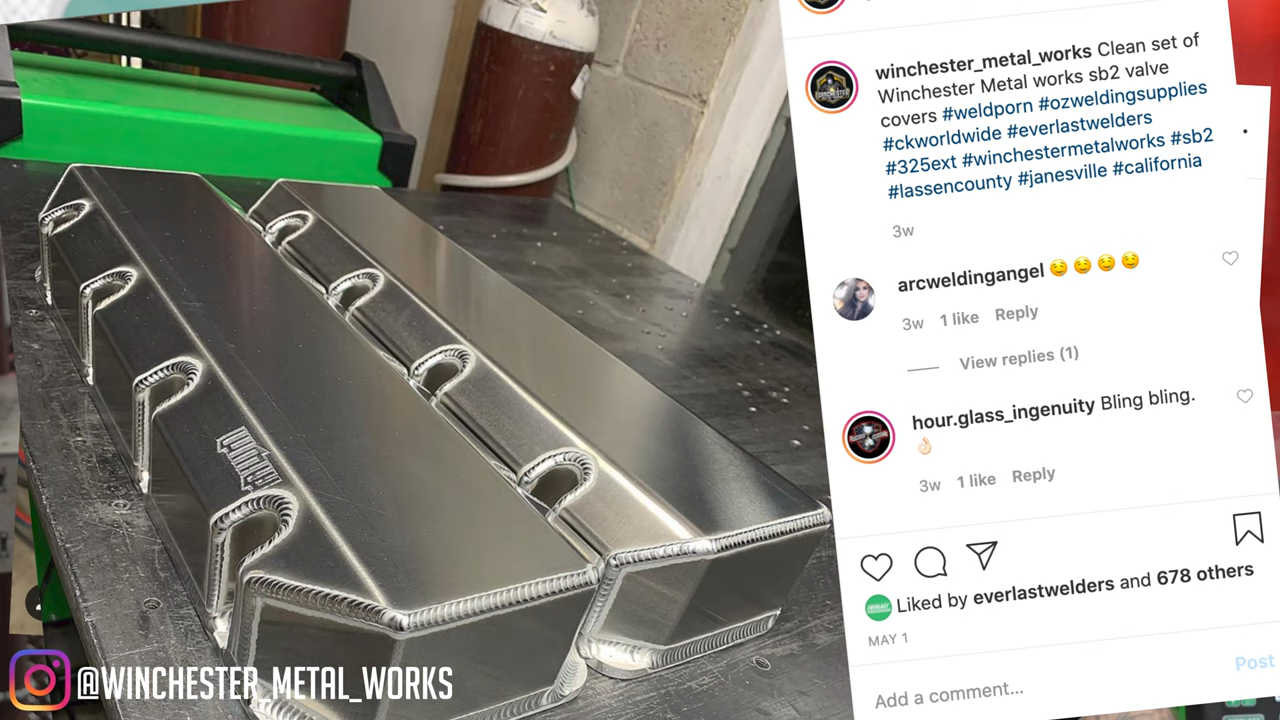 winchester_metal_works Clean set of
Winchester Metal works sb2 valve
covers #weldporn #ozweldingsupplies
#ckworldwide #everlastwelders
#325ext #winchestermetalworks #sb2
#lassencounty #janesville #california
3w
arcweldingangel ☺️ ☺️ ☺️ ☺️
3w 1 like Reply
View replies (1)
hour.glass_ingenuity Bling bling.
👌🏻
3w 1 like Reply
Liked by everlastwelders and 678 others
MAY 1
Post
Add a comment...
@WINCHESTER_METAL_WORKS